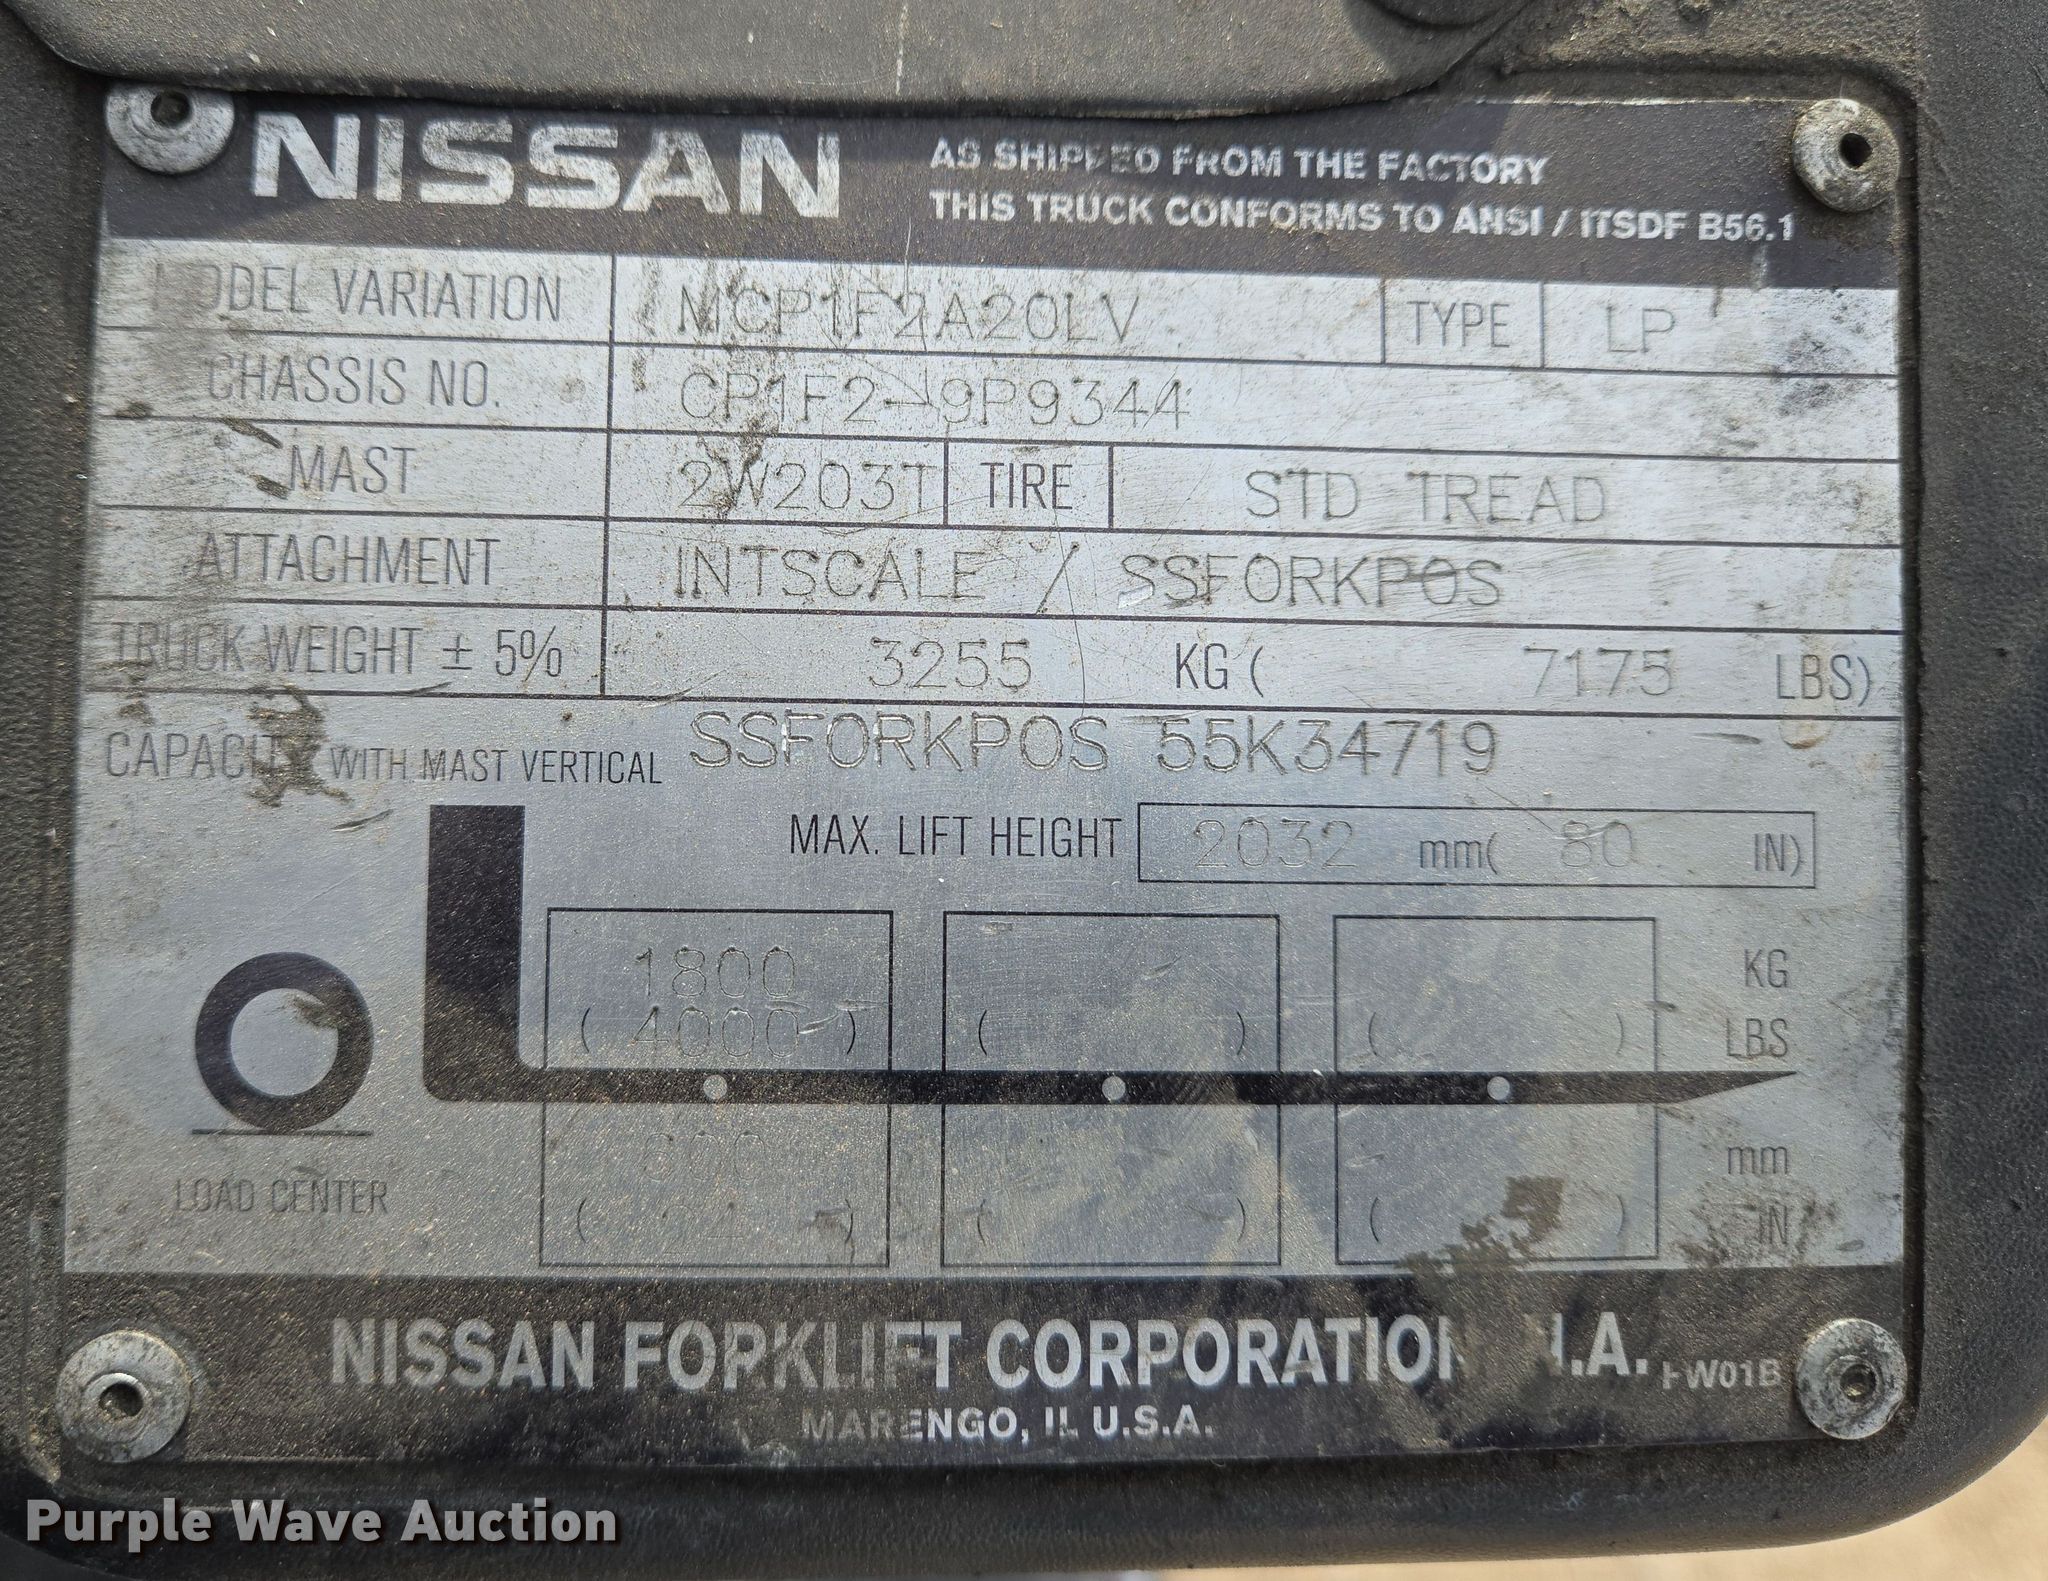 NISSAN
AS SHIPPED FROM THE FACTORY
THIS TRUCK CONFORMS TO ANSI / ITSDF B56.1
MODEL VARIATION MCP1F2A20LV TYPE LP
CHASSIS NO. CP1F2-9P9344
MAST 2W203T TIRE STD TREAD
ATTACHMENT INTSCALE / SSFORKPOS
TRUCK WEIGHT ± 5% 3255 KG ( 7175 LBS)
CAPACITY WITH MAST VERTICAL SSFORKPOS 55K34719
MAX. LIFT HEIGHT 2032 mm( 80 IN)
1800 KG
( 4000 ) ( ) ( ) LBS
mm
LOAD CENTER ( ) ( ) ( ) IN
NISSAN FORKLIFT CORPORATION N.A. FW01B
MARENGO, IL U.S.A.
Purple Wave Auction